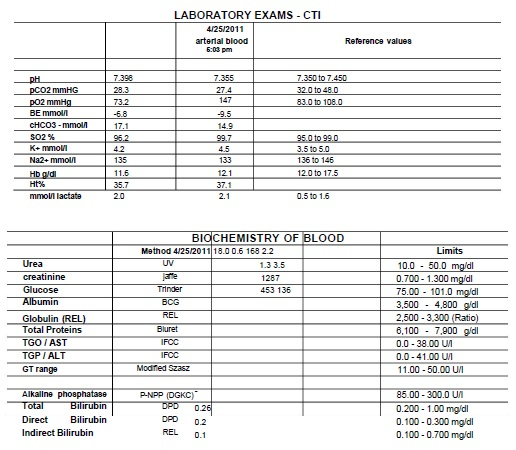 LABORATORY EXAMS - CTI
4/25/2011
arterial blood Reference values
5:03 pm
pH 7.398 7.355 7.350 to 7.450
pCO2 mmHG 28.3 27.4 32.0 to 48.0
pO2 mmHg 73.2 147 83.0 to 108.0
BE mmol/l -6.8 -9.5
cHCO3 - mmol/l 17.1 14.9
SO2 % 96.2 99.7 95.0 to 99.0
K+ mmol/l 4.2 4.5 3.5 to 5.0
Na2+ mmol/l 135 133 136 to 146
Hb g/dl 11.6 12.1 12.0 to 17.5
Ht% 35.7 37.1
mmol/l lactate 2.0 2.1 0.5 to 1.6
BIOCHEMISTRY OF BLOOD
Method 4/25/2011 18.0 0.6 168 2.2 Limits
Urea UV 1.3 3.5 10.0 - 50.0 mg/dl
creatinine jaffe 1287 0.700 - 1.300 mg/dl
Glucose Trinder 453 136 75.00 - 101.0 mg/dl
Albumin BCG 3,500 - 4,800 g/dl
Globulin (REL) REL 2,500 - 3,300 (Ratio)
Total Proteins Biuret 6,100 - 7,900 g/dl
TGO / AST IFCC 0.0 - 38.00 U/l
TGP / ALT IFCC 0.0 - 41.00 U/l
GT range Modified Szasz 11.00 - 50.00 U/l
Alkaline phosphatase P-NPP (DGKC) 85.00 - 300.0 U/l
Total Bilirubin DPD 0.26 0.200 - 1.00 mg/dl
Direct Bilirubin DPD 0.2 0.100 - 0.300 mg/dl
Indirect Bilirubin REL 0.1 0.100 - 0.700 mg/dl